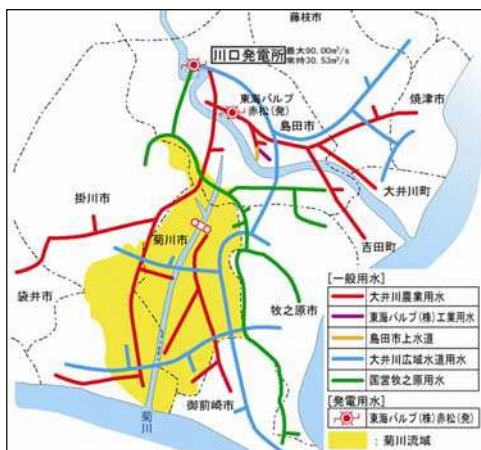 藤枝市
川口発電所
最大90.00m³/s
常時30.53m³/s
東海パルプ
赤松(発)
焼津市
島田市
掛川市
大井川町
菊川市
吉田町
袋井市
牧之原市
御前崎市
菊川
[一般用水]
大井川農業用水
東海パルプ(株)工業用水
島田市上水道
大井川広域水道用水
国営牧之原用水
[発電用水]
東海パルプ(株)赤松(発)
：菊川流域